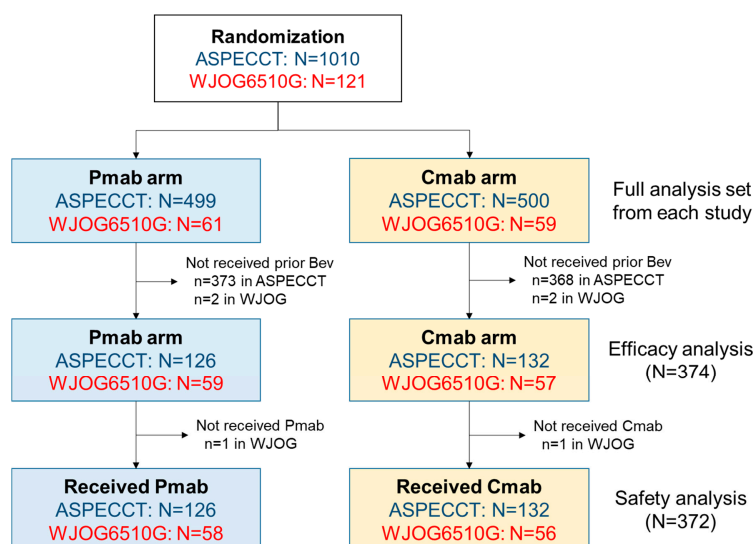 Randomization
ASPECCT: N=1010
WJOG6510G: N=121
Pmab arm
ASPECCT: N=499
WJOG6510G: N=61
Cmab arm
ASPECCT: N=500
WJOG6510G: N=59
Full analysis set
from each study
Not received prior Bev
n=373 in ASPECCT
n=2 in WJOG
Not received prior Bev
n=368 in ASPECCT
n=2 in WJOG
Pmab arm
ASPECCT: N=126
WJOG6510G: N=59
Cmab arm
ASPECCT: N=132
WJOG6510G: N=57
Efficacy analysis
(N=374)
Not received Pmab
n=1 in WJOG
Not received Cmab
n=1 in WJOG
Received Pmab
ASPECCT: N=126
WJOG6510G: N=58
Received Cmab
ASPECCT: N=132
WJOG6510G: N=56
Safety analysis
(N=372)